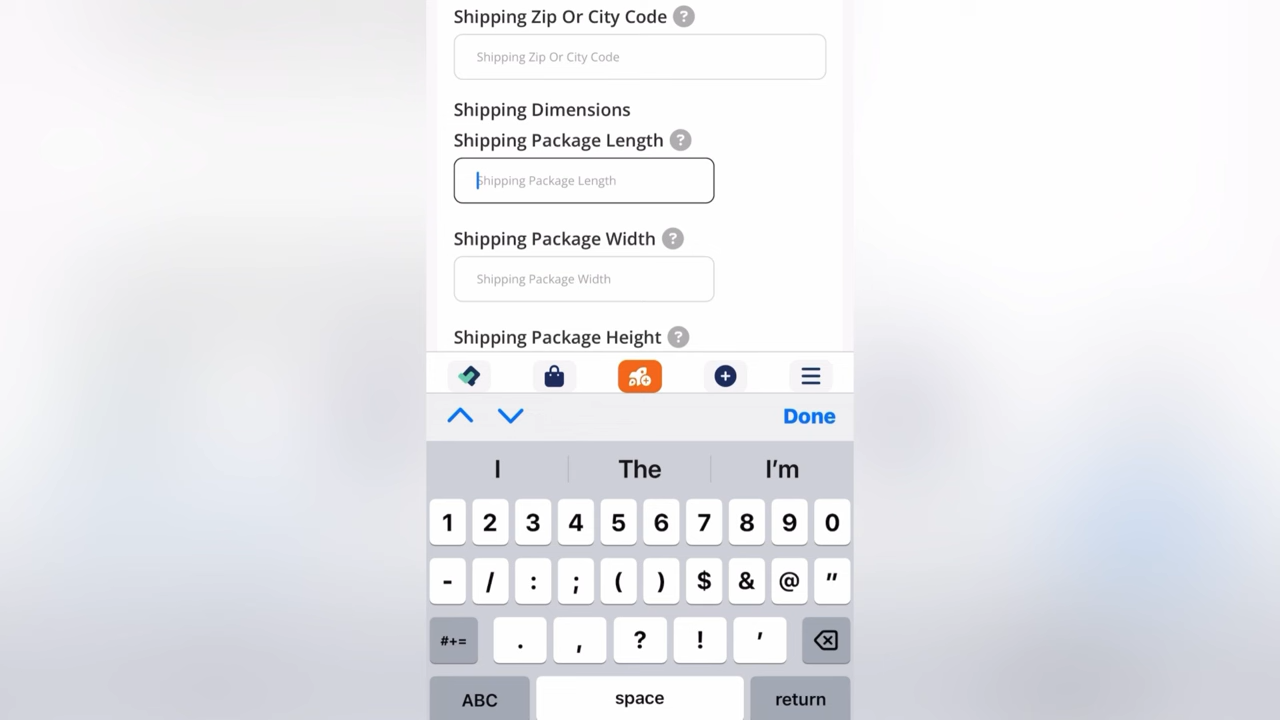 Shipping Zip Or City Code ?
Shipping Zip Or City Code
Shipping Dimensions
Shipping Package Length ?
Shipping Package Length
Shipping Package Width ?
Shipping Package Width
Shipping Package Height ?
Done
I The I'm
1 2 3 4 5 6 7 8 9 0
- / : ; ( ) $ & @ "
#+= . , ? ! '
ABC space return